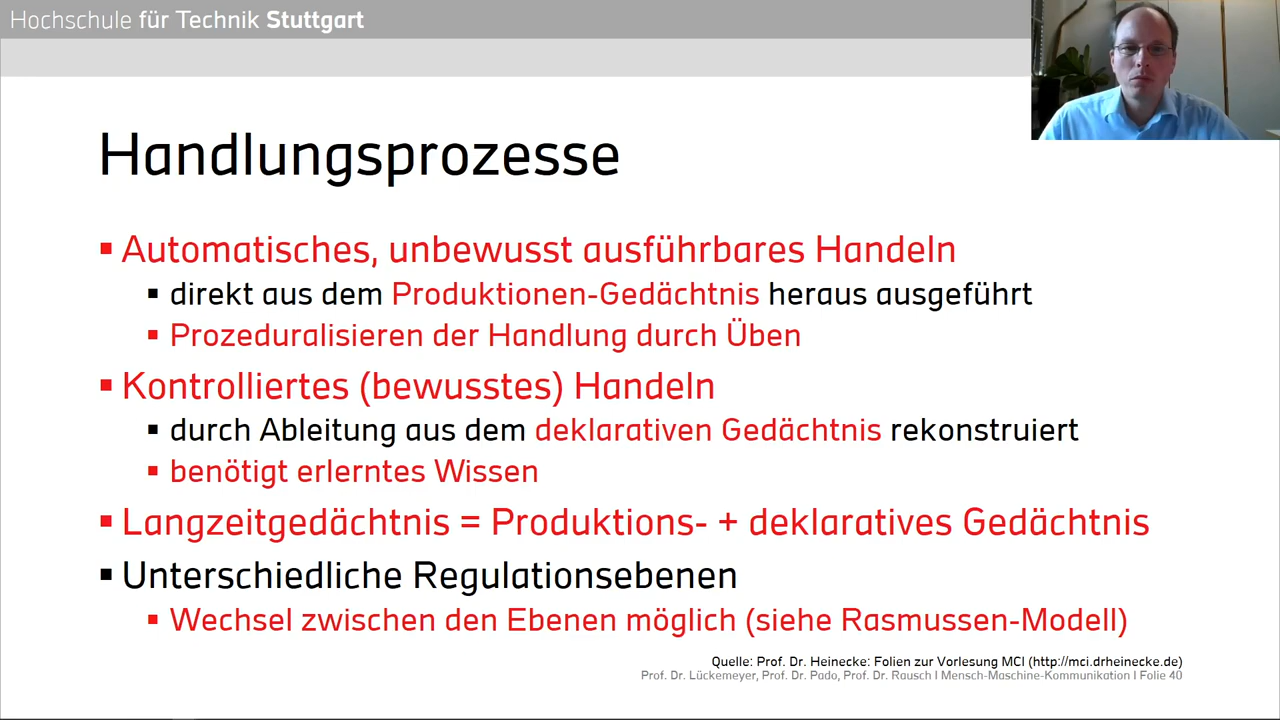 Hochschule für Technik Stuttgart
Handlungsprozesse
▪ Automatisches, unbewusst ausführbares Handeln
▪ direkt aus dem Produktionen-Gedächtnis heraus ausgeführt
▪ Prozeduralisieren der Handlung durch Üben
▪ Kontrolliertes (bewusstes) Handeln
▪ durch Ableitung aus dem deklarativen Gedächtnis rekonstruiert
▪ benötigt erlerntes Wissen
▪ Langzeitgedächtnis = Produktions- + deklaratives Gedächtnis
▪ Unterschiedliche Regulationsebenen
▪ Wechsel zwischen den Ebenen möglich (siehe Rasmussen-Modell)
Quelle: Prof. Dr. Heinecke: Folien zur Vorlesung MCI (http://mci.drheinecke.de)
Prof. Dr. Lückemeyer, Prof. Dr. Pado, Prof. Dr. Rausch I Mensch-Maschine-Kommunikation I Folie 40